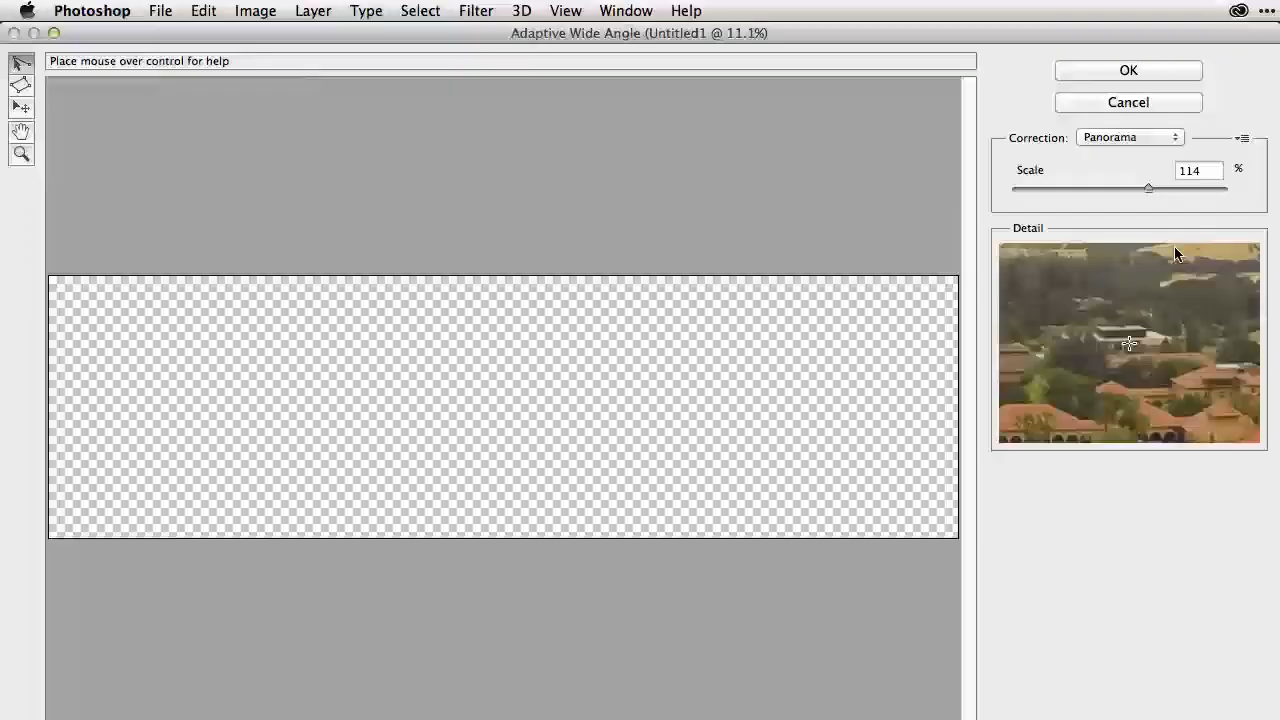 Photoshop File Edit Image Layer Type Select Filter 3D View Window Help
Adaptive Wide Angle (Untitled1 @ 11.1%)
Place mouse over control for help
OK
Cancel
Correction: Panorama
Scale 114 %
Detail